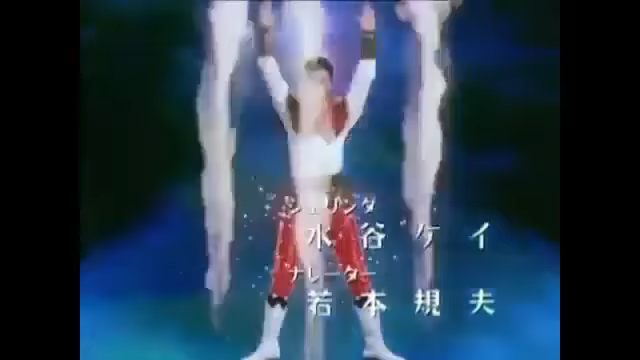 シェリンダ
水谷ケイ
ナレーター
若本規夫